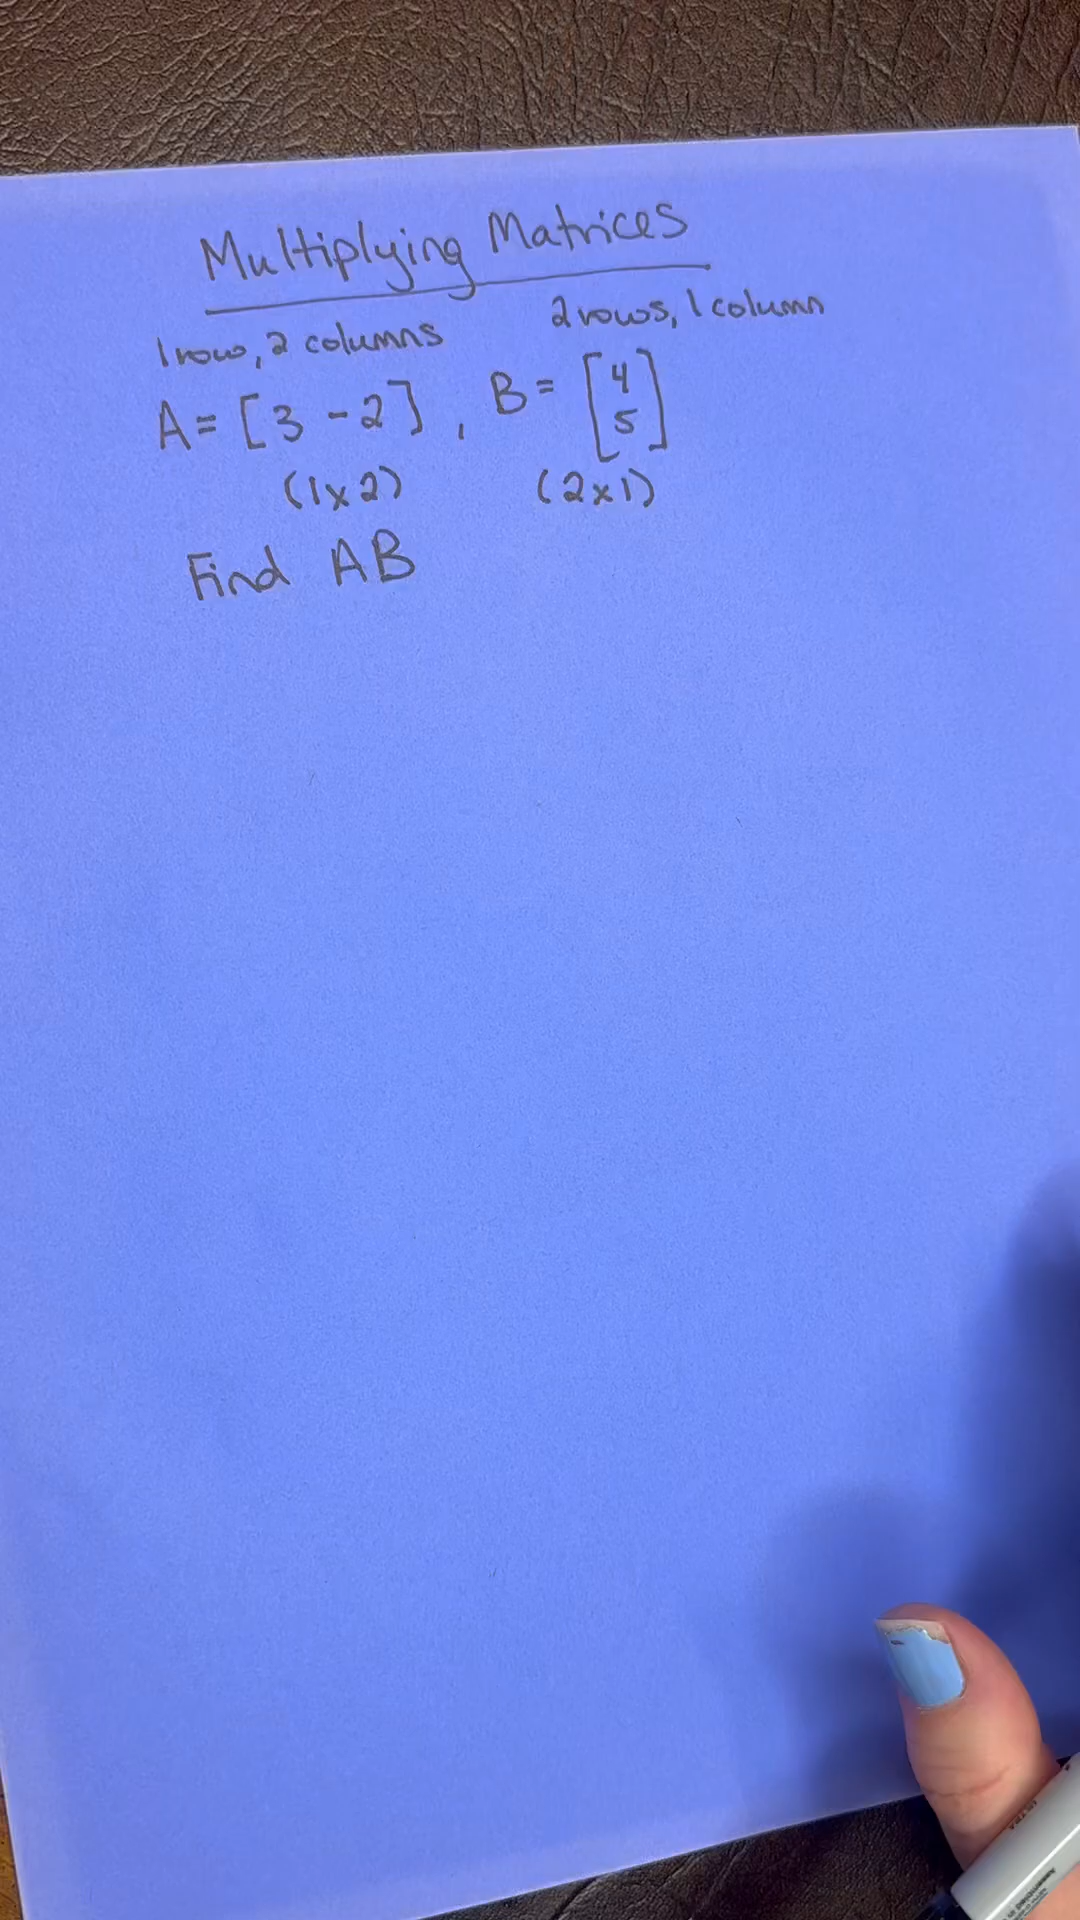 Multiplying Matrices
1 row, 2 columns 2 rows, 1 column
A = [3 -2], B = [4
5]
(1x2) (2x1)
Find AB